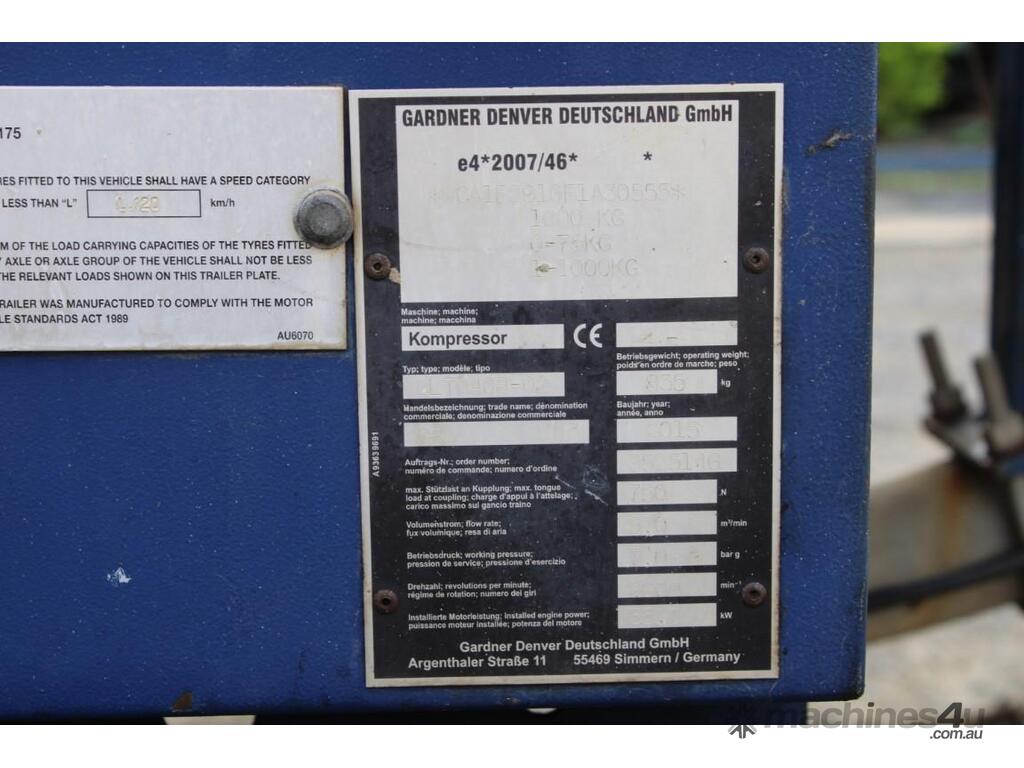 175
RES FITTED TO THIS VEHICLE SHALL HAVE A SPEED CATEGORY
LESS THAN "L" L/120 km/h
M OF THE LOAD CARRYING CAPACITIES OF THE TYRES FITTED
AXLE OR AXLE GROUP OF THE VEHICLE SHALL NOT BE LESS
THE RELEVANT LOADS SHOWN ON THIS TRAILER PLATE.
RAILER WAS MANUFACTURED TO COMPLY WITH THE MOTOR
LE STANDARDS ACT 1989
AU6070
GARDNER DENVER DEUTSCHLAND GmbH
e4*2007/46* *
1000 KG
1-1000KG
Maschine; machine;
machine; macchina
Kompressor CE
Betriebsgewicht; operating weight;
poids en ordre de marche; peso
kg
Typ; type; modèle; tipo
Handelsbezeichnung; trade name; dénomination
commerciale; denominazione commerciale
Baujahr; year;
année, anno
Auftrags-Nr.; order number;
numéro de commande; numero d'ordine
max. Stützlast an Kupplung; max. tongue
load at coupling; charge d'appui à l'attelage;
carico massimo sul gancio traino
750 N
Volumenstrom; flow rate;
fux volumique; resa di aria
m³/min
Betriebsdruck; working pressure;
pression de service; pressione d'esercizio
bar g
Drehzahl; revolutions per minute;
régime de rotation; numero dei giri
min⁻¹
Installierte Motorleistung; installed engine power;
puissance moteur installée; potenza del motore
kW
Gardner Denver Deutschland GmbH
Argenthaler Straße 11 55469 Simmern / Germany
A93639691
machines4u
.com.au